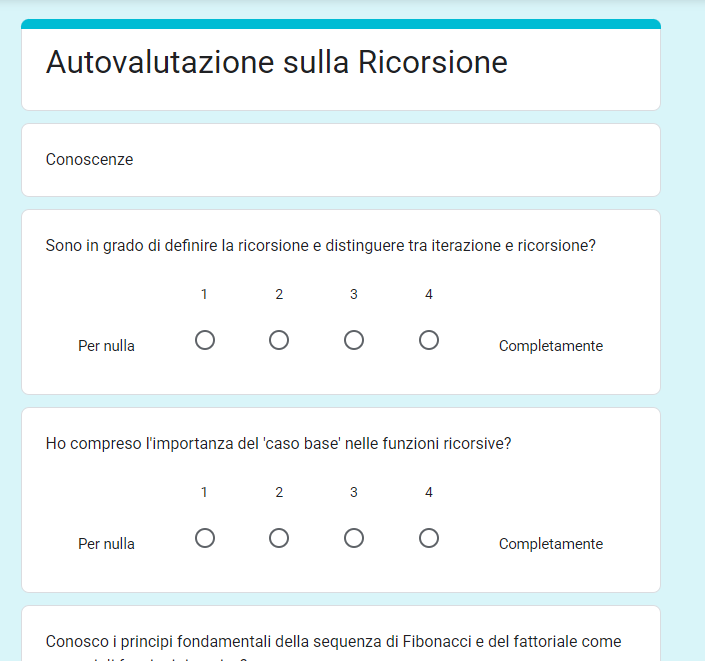 Autovalutazione sulla Ricorsione
Conoscenze
Sono in grado di definire la ricorsione e distinguere tra iterazione e ricorsione?
1 2 3 4
Per nulla Completamente
Ho compreso l'importanza del 'caso base' nelle funzioni ricorsive?
1 2 3 4
Per nulla Completamente
Conosco i principi fondamentali della sequenza di Fibonacci e del fattoriale come